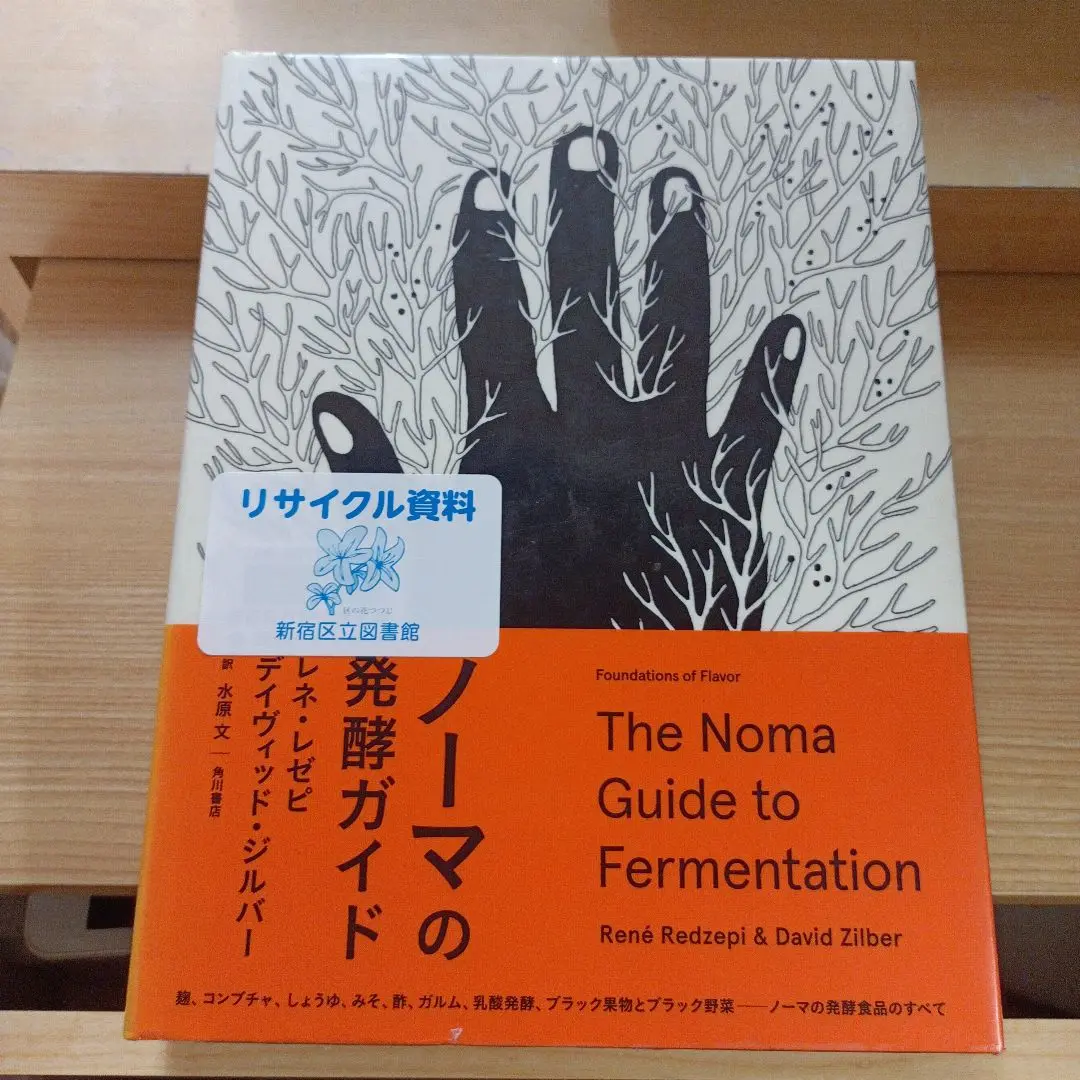 リサイクル資料
区の花つつじ
新宿区立図書館
ノーマの
発酵ガイド
レネ・レゼピ
デイヴィッド・ジルバー
訳 水原 文 — 角川書店
Foundations of Flavor
The Noma
Guide to
Fermentation
René Redzepi & David Zilber
麹、コンブチャ、しょうゆ、みそ、酢、ガルム、乳酸発酵、ブラック果物とブラック野菜——ノーマの発酵食品のすべて